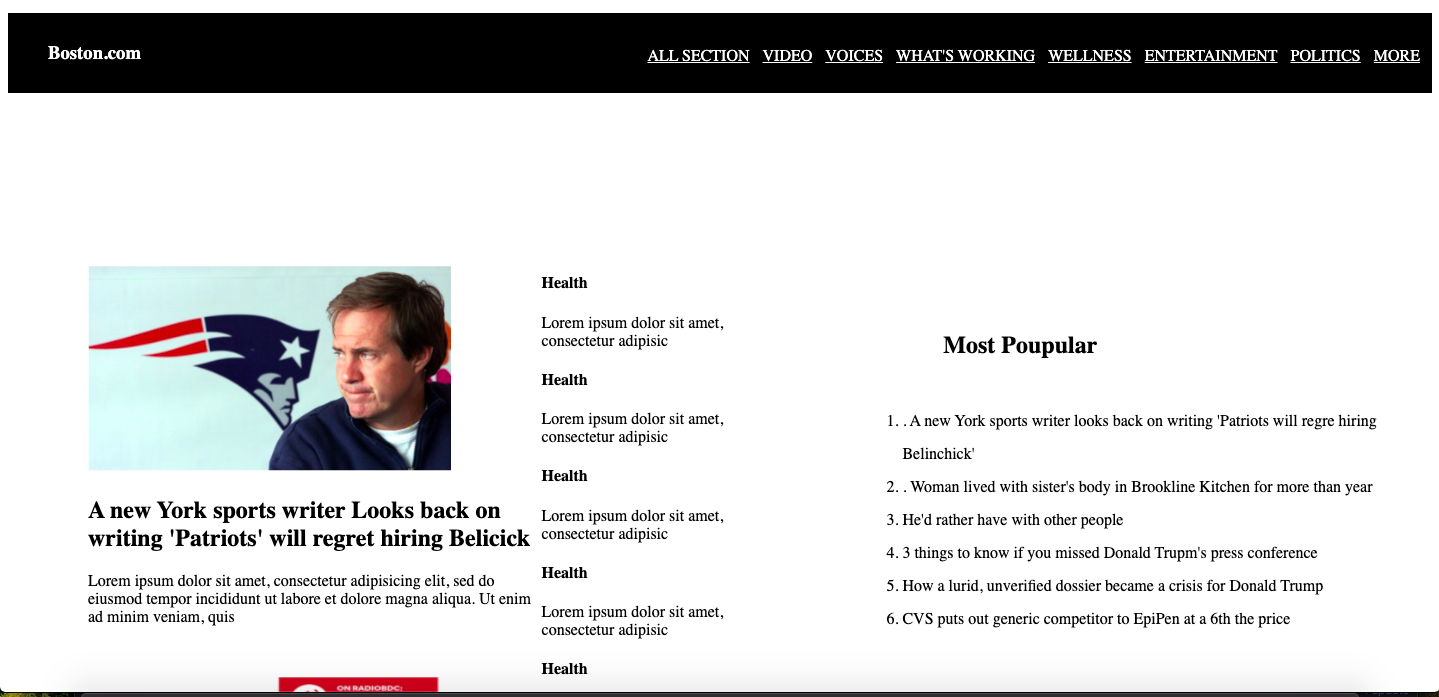 Boston.com
ALL SECTION VIDEO VOICES WHAT'S WORKING WELLNESS ENTERTAINMENT POLITICS MORE
A new York sports writer Looks back on
writing 'Patriots' will regret hiring Belicick
Lorem ipsum dolor sit amet, consectetur adipisicing elit, sed do
eiusmod tempor incididunt ut labore et dolore magna aliqua. Ut enim
ad minim veniam, quis
ON RADIOBDC:
Health
Lorem ipsum dolor sit amet,
consectetur adipisic
Health
Lorem ipsum dolor sit amet,
consectetur adipisic
Health
Lorem ipsum dolor sit amet,
consectetur adipisic
Health
Lorem ipsum dolor sit amet,
consectetur adipisic
Health
Most Poupular
1. . A new York sports writer looks back on writing 'Patriots will regre hiring
Belinchick'
2. . Woman lived with sister's body in Brookline Kitchen for more than year
3. He'd rather have with other people
4. 3 things to know if you missed Donald Trupm's press conference
5. How a lurid, unverified dossier became a crisis for Donald Trump
6. CVS puts out generic competitor to EpiPen at a 6th the price